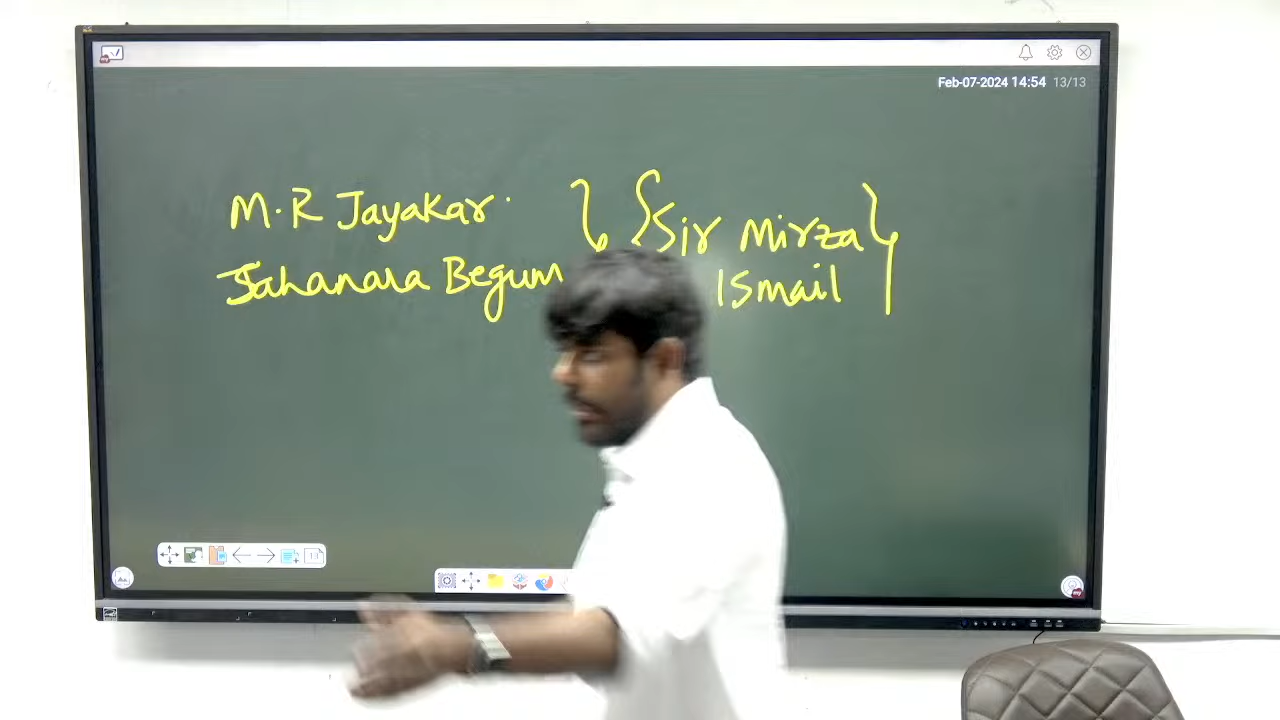 Feb-07-2024 14:54 13/13
M.R Jayakar.
Jahanara Begum
Sir Mirza
Ismail